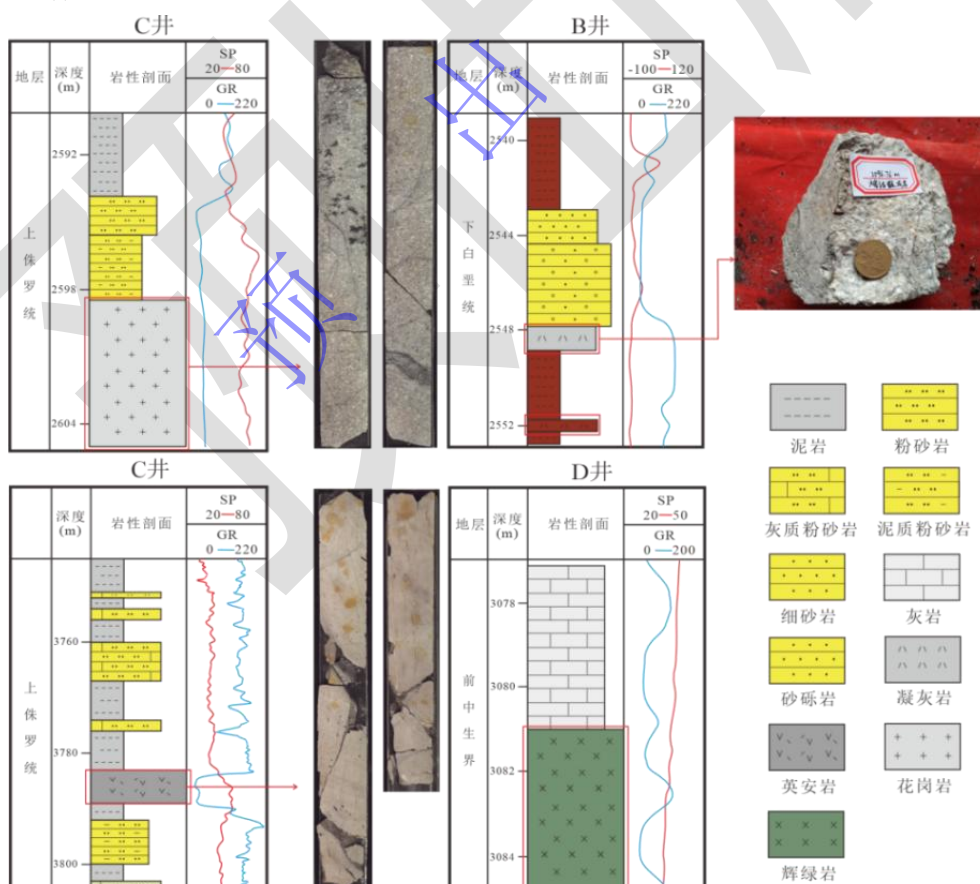 C井
地层 深度 (m) 岩性剖面 SP 20—80 GR 0—220
上侏罗统
2592
2598
2604
B井
地层 深度 (m) 岩性剖面 SP -100—120 GR 0—220
下白垩统
2540
2544
2548
2552
C井
深度 (m) 岩性剖面 SP 20—80 GR 0—220
上侏罗统
3760
3780
3800
D井
地层 深度 (m) 岩性剖面 SP 20—50 GR 0—200
前中生界
3078
3080
3082
3084
泥岩 粉砂岩
灰质粉砂岩 泥质粉砂岩
细砂岩 灰岩
砂砾岩 凝灰岩
英安岩 花岗岩
辉绿岩